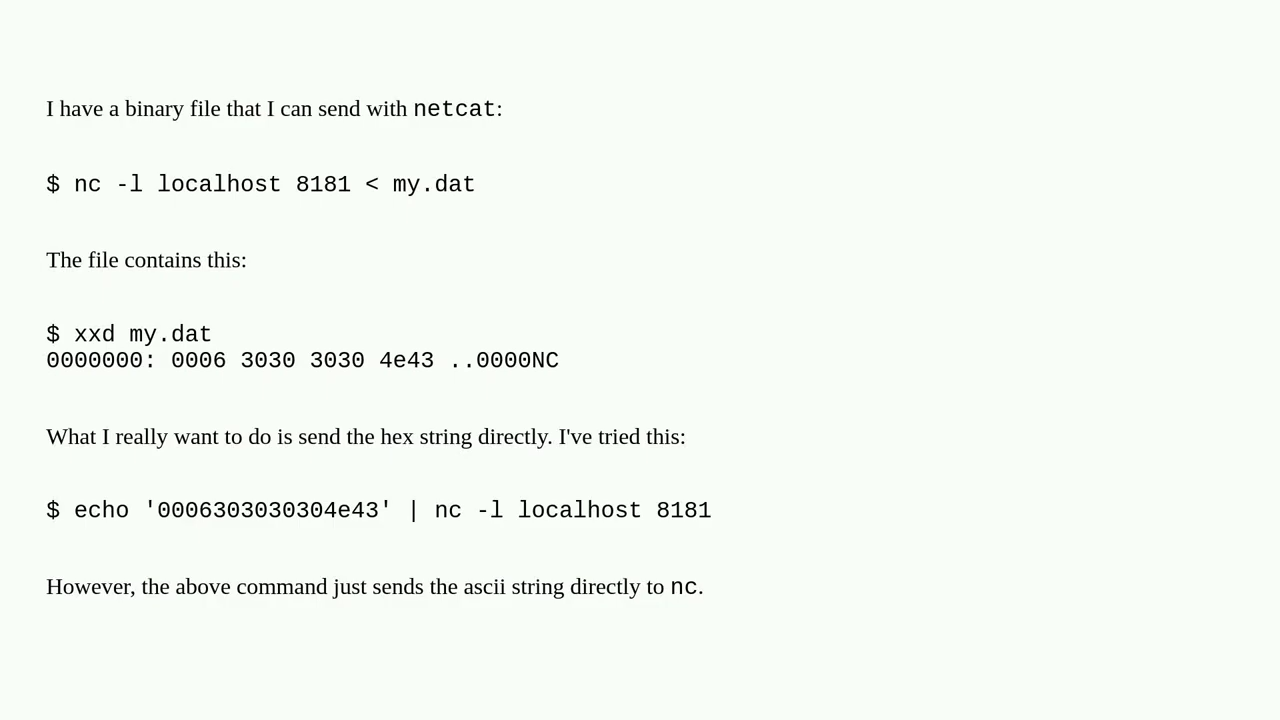 I have a binary file that I can send with netcat:
$ nc -l localhost 8181 < my.dat
The file contains this:
$ xxd my.dat
0000000: 0006 3030 3030 4e43 ..0000NC
What I really want to do is send the hex string directly. I've tried this:
$ echo '0006303030304e43' | nc -l localhost 8181
However, the above command just sends the ascii string directly to nc.